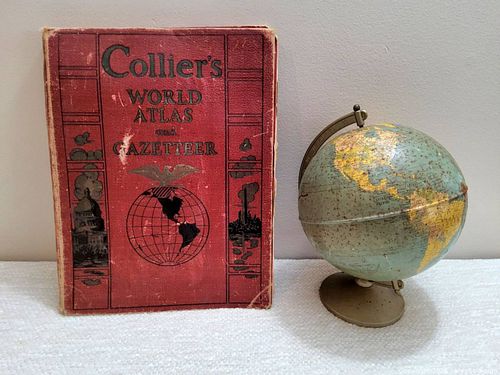 Collier's
WORLD
ATLAS
and
GAZETTEER